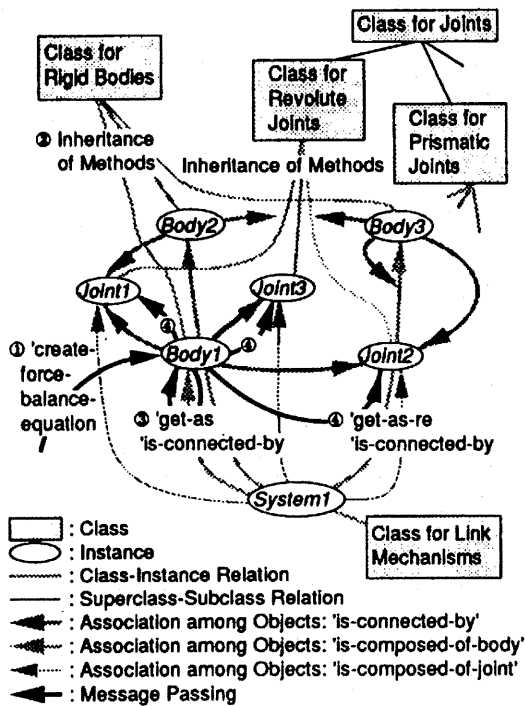 Class for Joints
Class for
Rigid Bodies
Class for
Revolute
Joints
Class for
Prismatic
Joints
② Inheritance
of Methods
Inheritance of Methods
Body2
Body3
Joint1
Joint3
④
④
① 'create-
force-
balance-
equation
Body1
Joint2
③ 'get-as
'is-connected-by
④ 'get-as-re
'is-connected-by
System1
Class for Link
Mechanisms
: Class
: Instance
: Class-Instance Relation
: Superclass-Subclass Relation
: Association among Objects: 'is-connected-by'
: Association among Objects: 'is-composed-of-body'
: Association among Objects: 'is-composed-of-joint'
: Message Passing